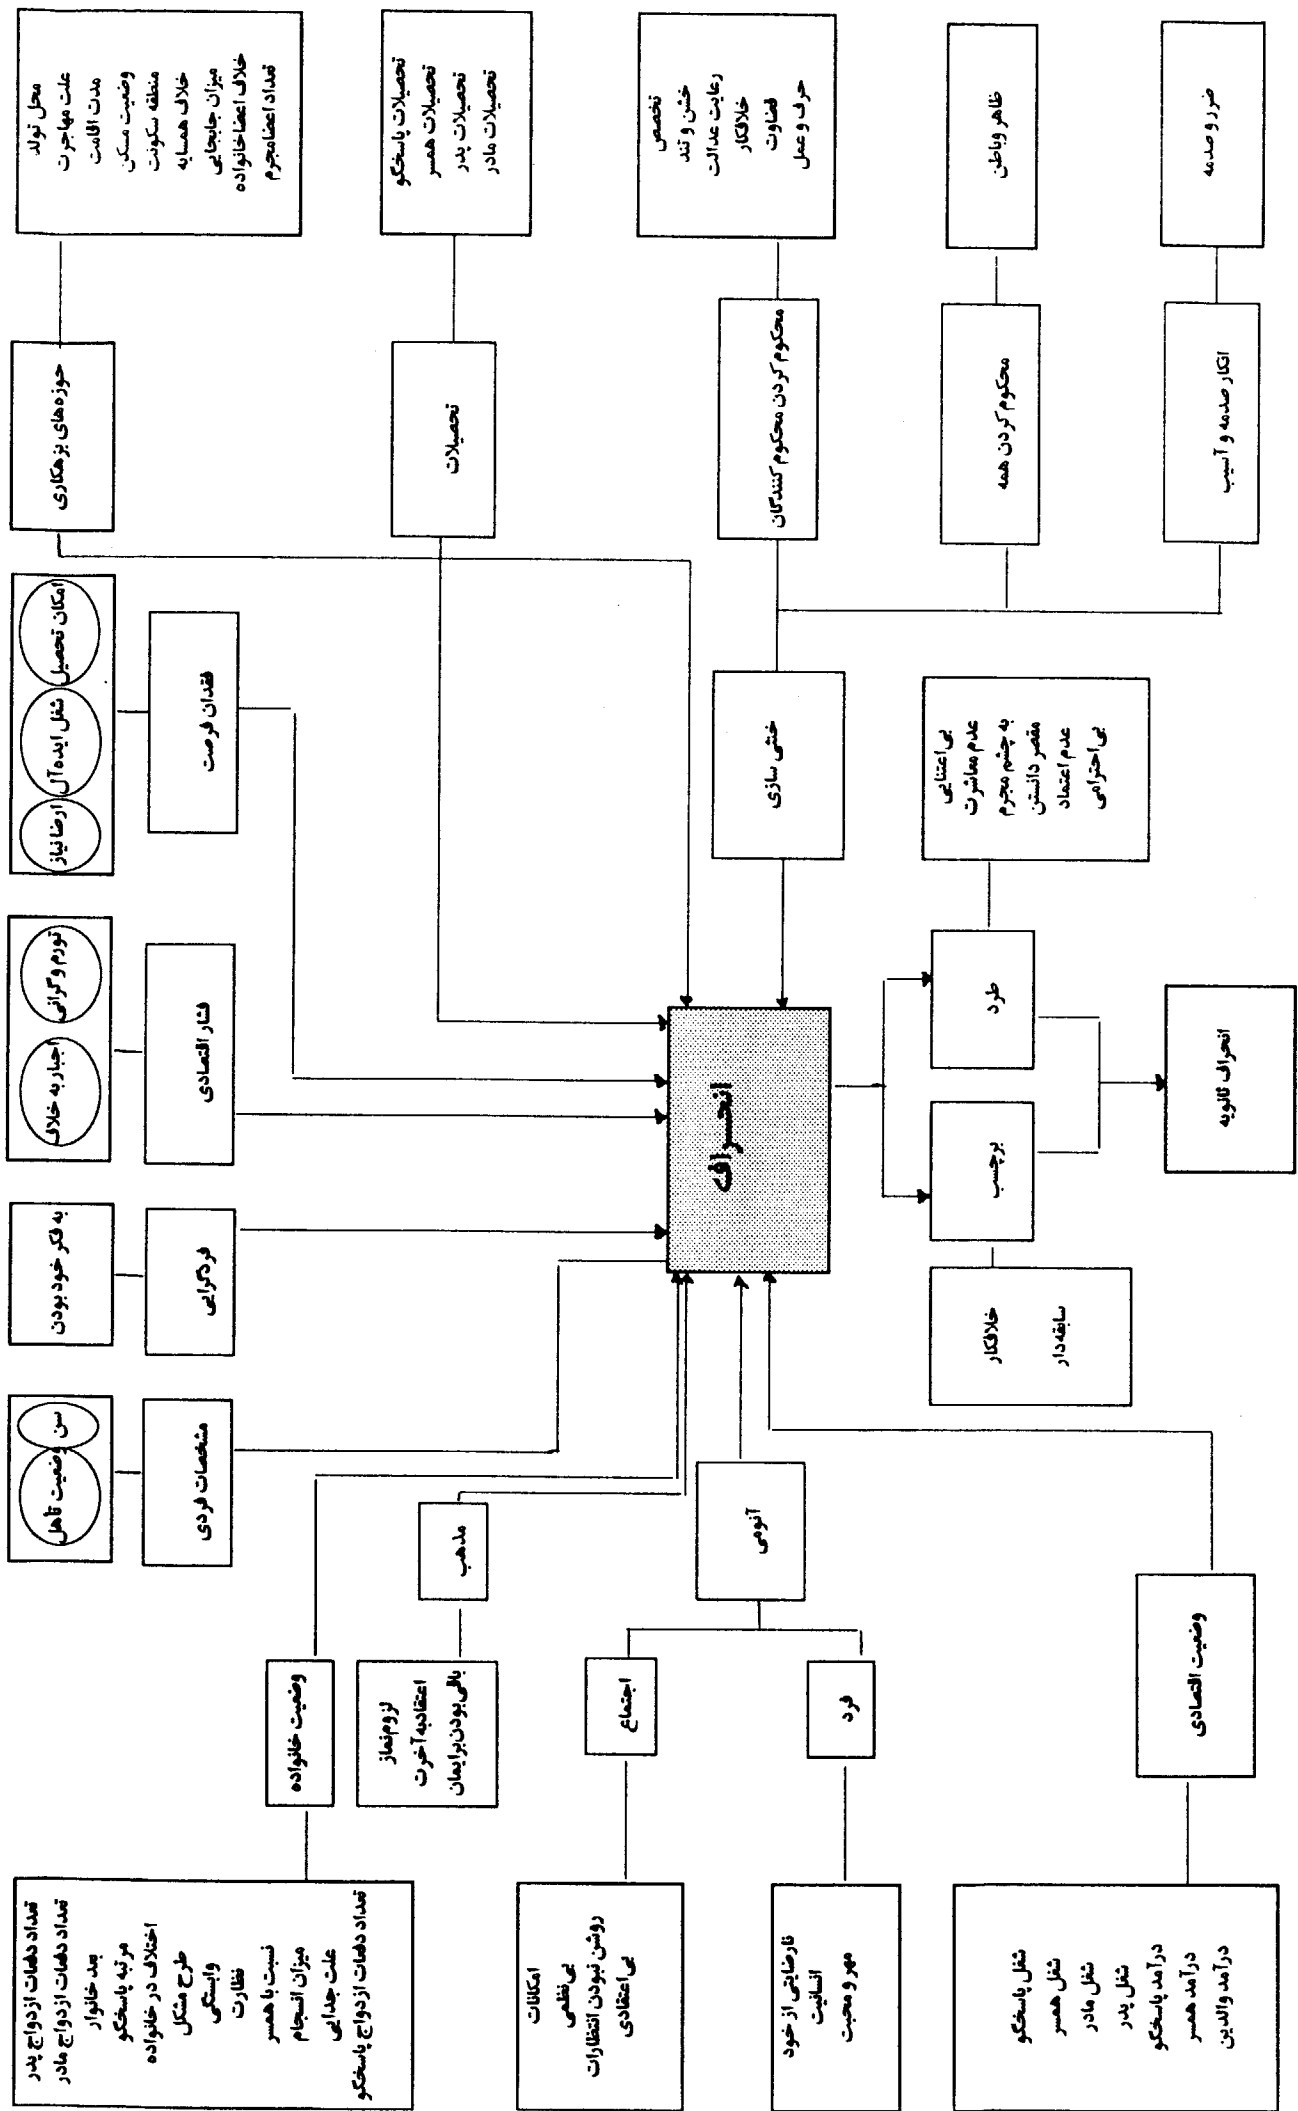 محل تولد
علت مهاجرت
مدت اقامت
وضعیت مسکن
منطقه سکونت
خلاف همسایه
میزان جابجایی
خلاف اعضاخانواده
تعداد اعضامجرم
حوزه‌های بزهکاری
امکان تحصیل
شغل ایده‌آل
ارضا نیاز
فقدان فرصت
تورم و گرانی
اجبار به خلاف
فشار اقتصادی
به فکر خود بودن
فردگرایی
سن
وضعیت تأهل
مشخصات فردی
تعداد دفعات ازدواج پدر
تعداد دفعات ازدواج مادر
بعد خانوار
مرتبه پاسخگو
اختلاف در خانواده
طرح مشکل
وابستگی
نظارت
نسبت با همسر
میزان انسجام
علت جدایی
تعداد دفعات ازدواج پاسخگو
وضعیت خانواده
تحصیلات پاسخگو
تحصیلات همسر
تحصیلات پدر
تحصیلات مادر
تحصیلات
مذهب
لزوم نماز
اعتقاد به آخرت
باقی بودن بر ایمان
تخصص
خشن و تند
رعایت عدالت
خلافکار
قضاوت
حرف و عمل
محکوم کردن محکوم کنندگان
خنثی سازی
انحراف
آنومی
اجتماع
امکانات
بی‌نظمی
روشن نبودن انتظارات
بی‌اعتقادی
فرد
نارضایتی از خود
انسانیت
مهر و محبت
ظاهر و باطن
محکوم کردن همه
بی‌اعتنایی
عدم معاشرت
به چشم مجرم
مقصر دانستن
عدم اعتماد
بی‌احترامی
طرد
برچسب
خلافکار
سابقه‌دار
ضرر و صدمه
انکار صدمه و آسیب
انحراف ثانویه
وضعیت اقتصادی
شغل پاسخگو
شغل همسر
شغل مادر
شغل پدر
درآمد پاسخگو
درآمد همسر
درآمد والدین